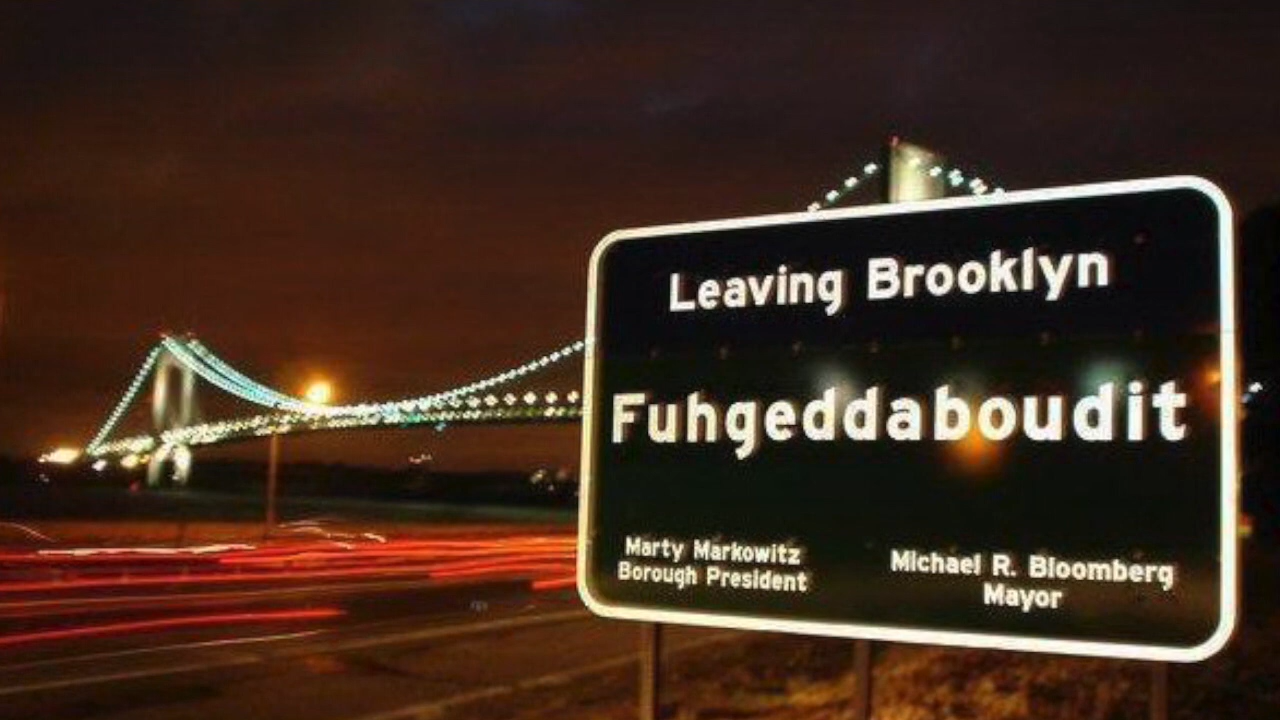 Leaving Brooklyn
Fuhgeddaboudit
Marty Markowitz
Borough President
Michael R. Bloomberg
Mayor